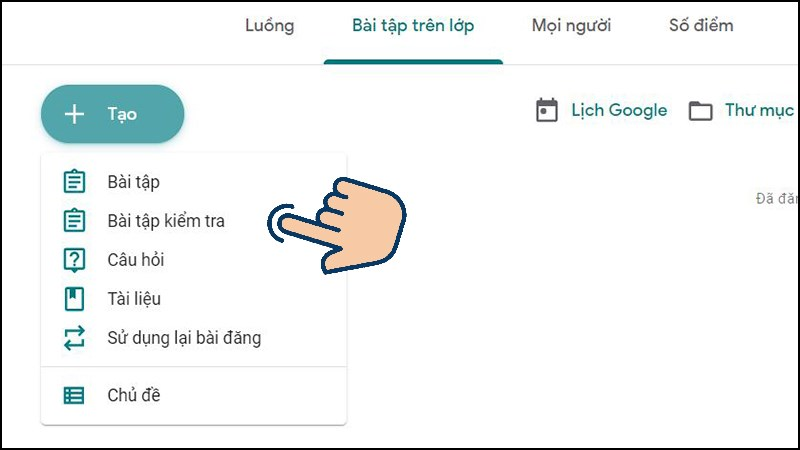 Luồng Bài tập trên lớp Mọi người Số điểm
Tạo
Lịch Google Thư mục
Bài tập
Bài tập kiểm tra
Đã đăn
Câu hỏi
Tài liệu
Sử dụng lại bài đăng
Chủ đề